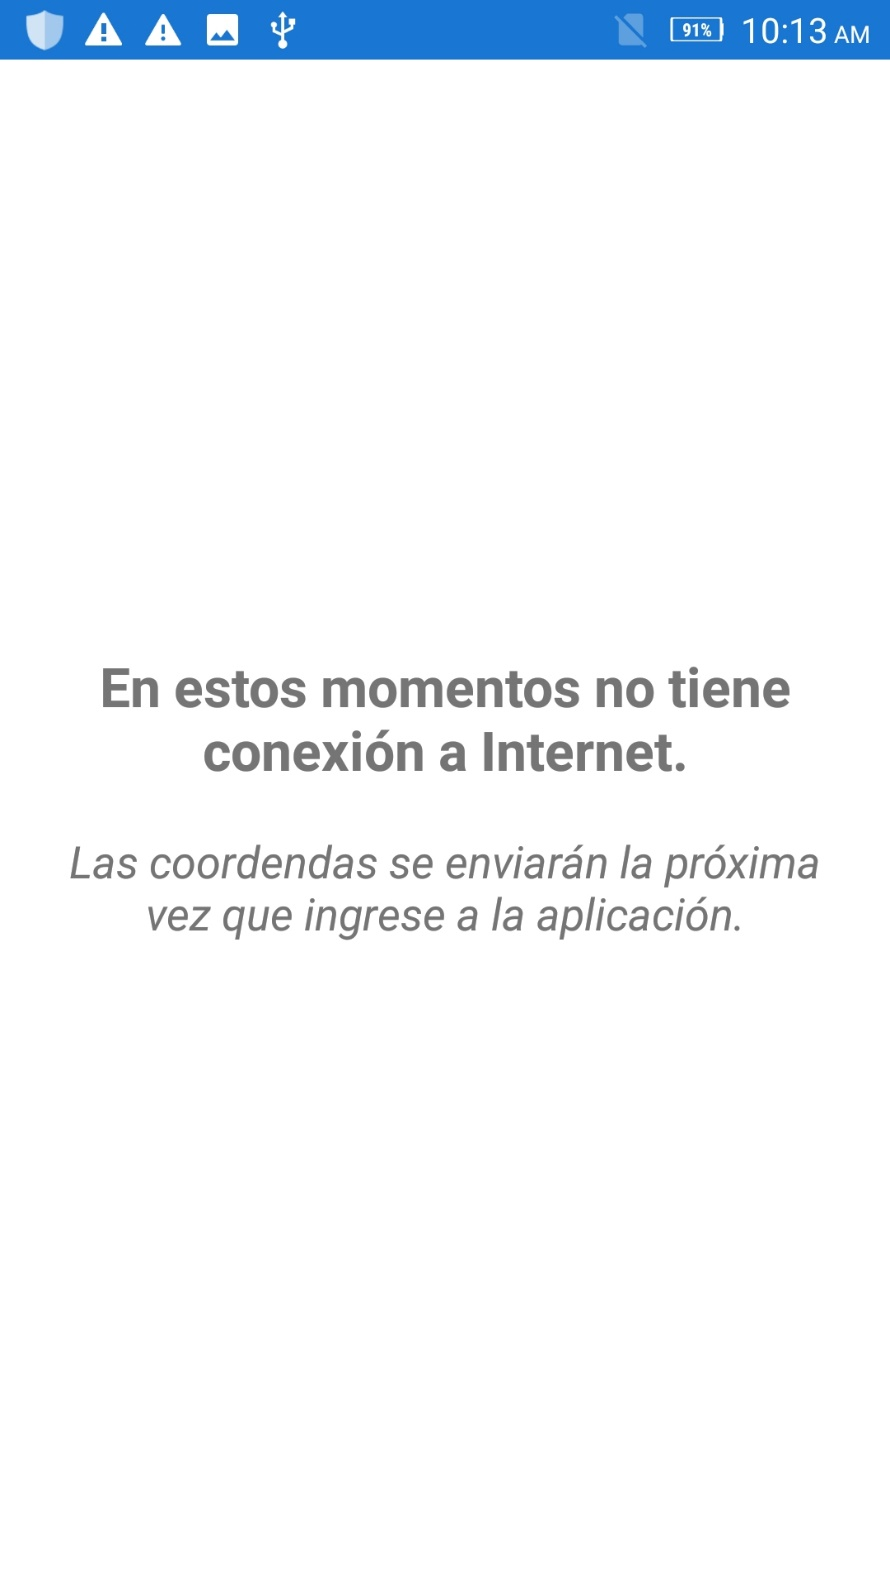 91%
10:13 AM
En estos momentos no tiene
conexión a Internet.
Las coordendas se enviarán la próxima
vez que ingrese a la aplicación.